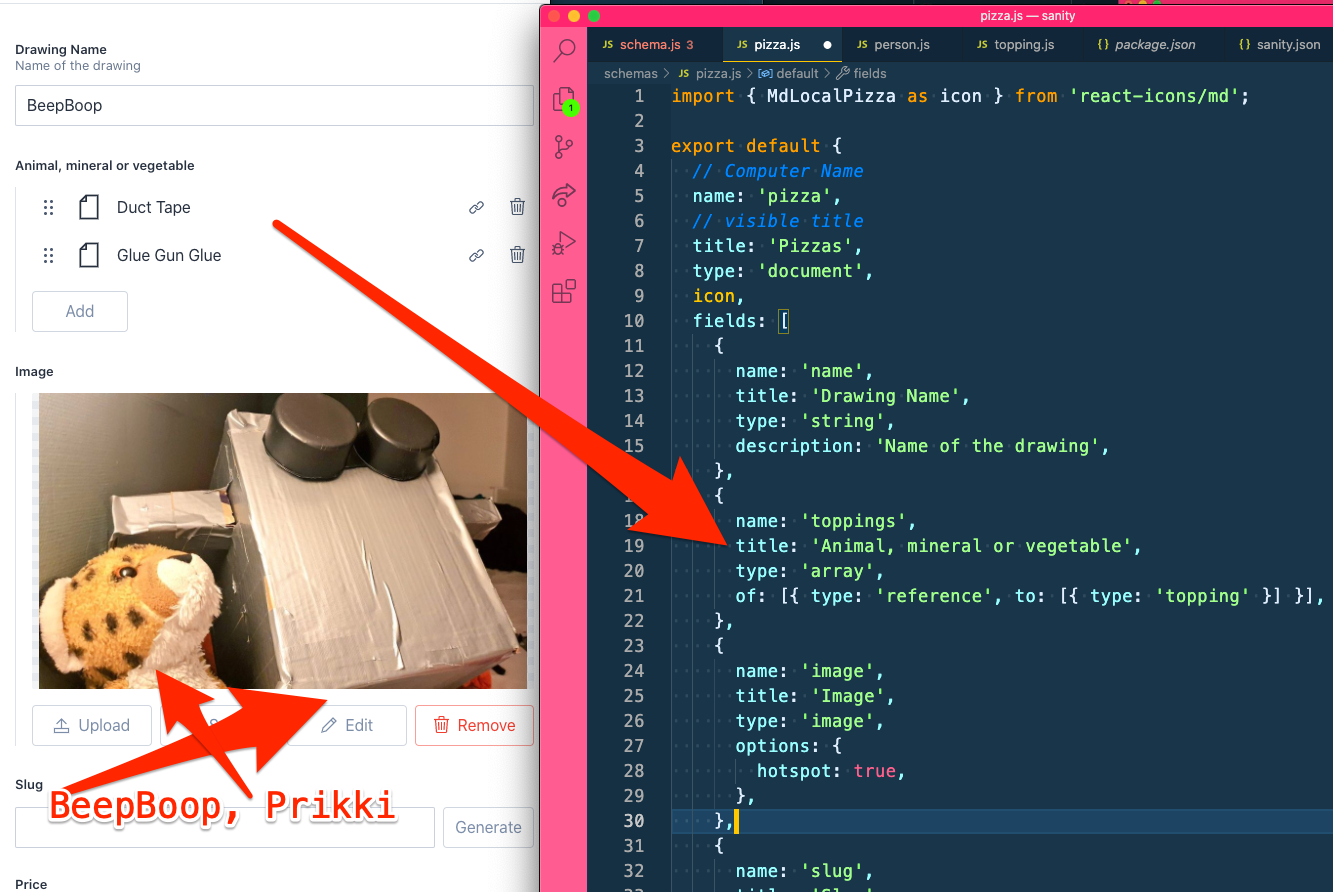 Drawing Name
Name of the drawing
BeepBoop
Animal, mineral or vegetable
Duct Tape
Glue Gun Glue
Add
Image
Upload
Edit
Remove
Slug
BeepBoop, Prikki
Generate
Price
pizza.js — sanity
JS schema.js 3
JS pizza.js
JS person.js
JS topping.js
{} package.json
{} sanity.json
1
schemas > JS pizza.js > default > fields
1 import { MdLocalPizza as icon } from 'react-icons/md';
2
3 export default {
4 // Computer Name
5 name: 'pizza',
6 // visible title
7 title: 'Pizzas',
8 type: 'document',
9 icon,
10 fields: [
11 {
12 name: 'name',
13 title: 'Drawing Name',
14 type: 'string',
15 description: 'Name of the drawing',
},
{
18 name: 'toppings',
19 title: 'Animal, mineral or vegetable',
20 type: 'array',
21 of: [{ type: 'reference', to: [{ type: 'topping' }] }],
22 },
23 {
24 name: 'image',
25 title: 'Image',
26 type: 'image',
27 options: {
28 hotspot: true,
29 },
30 },
31 {
32 name: 'slug',